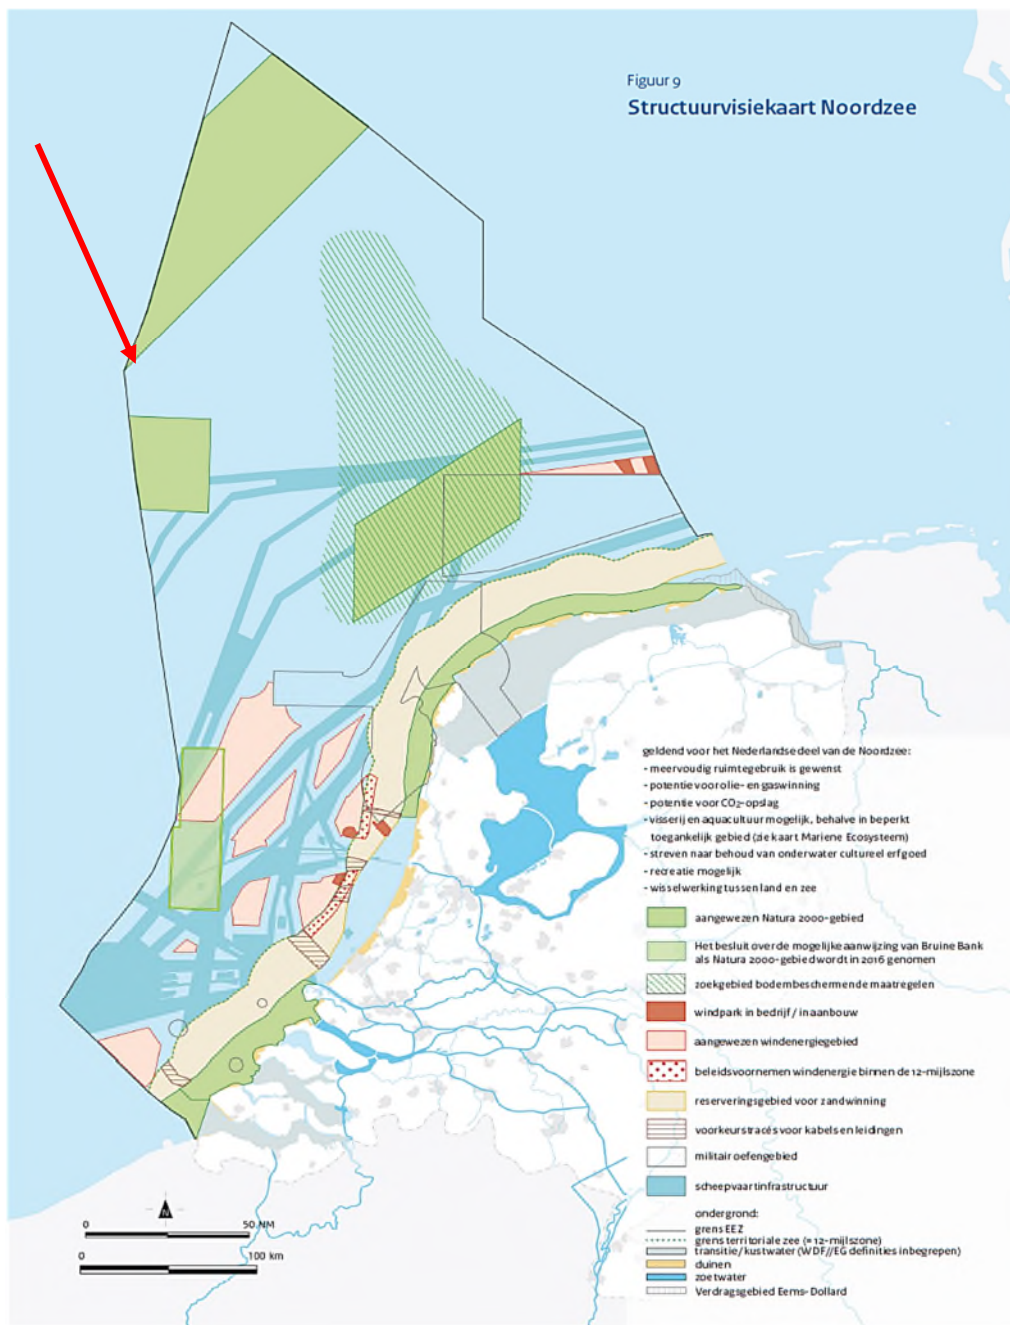 Figuur 9
Structuurvisiekaart Noordzee
geldend voor het Nederlandse deel van de Noordzee:
- meervoudig ruimtegebruik is gewenst
- potentie voor olie- en gaswinning
- potentie voor CO₂-opslag
- visserij en aquacultuur mogelijk, behalve in beperkt
toegankelijk gebied (zie kaart Mariene Ecosysteem)
- streven naar behoud van onderwater cultureel erfgoed
- recreatie mogelijk
- wisselwerking tussen land en zee
aangewezen Natura 2000-gebied
Het besluit over de mogelijke aanwijzing van Bruine Bank
als Natura 2000-gebied wordt in 2016 genomen
zoekgebied bodembeschermende maatregelen
windpark in bedrijf / in aanbouw
aangewezen windenergiegebied
beleidsvoornemen windenergie binnen de 12-mijlszone
reserveringsgebied voor zandwinning
voorkeurstracés voor kabels en leidingen
militair oefengebied
scheepvaartinfrastructuur
ondergrond:
grens EEZ
grens territoriale zee (= 12-mijlszone)
transitie/kustwater (WDF//EG definities inbegrepen)
duinen
zoetwater
Verdragsgebied Eems-Dollard
N
0 50 NM
0 100 km